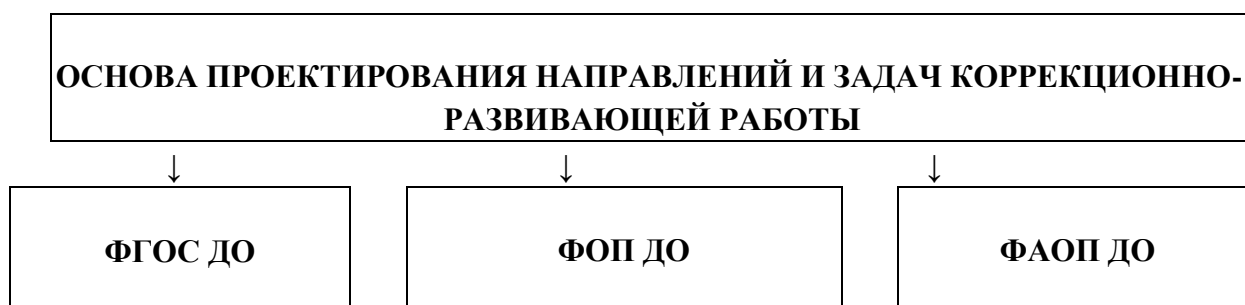 ОСНОВА ПРОЕКТИРОВАНИЯ НАПРАВЛЕНИЙ И ЗАДАЧ КОРРЕКЦИОННО-
РАЗВИВАЮЩЕЙ РАБОТЫ
↓ ↓ ↓
ФГОС ДО ФОП ДО ФАОП ДО